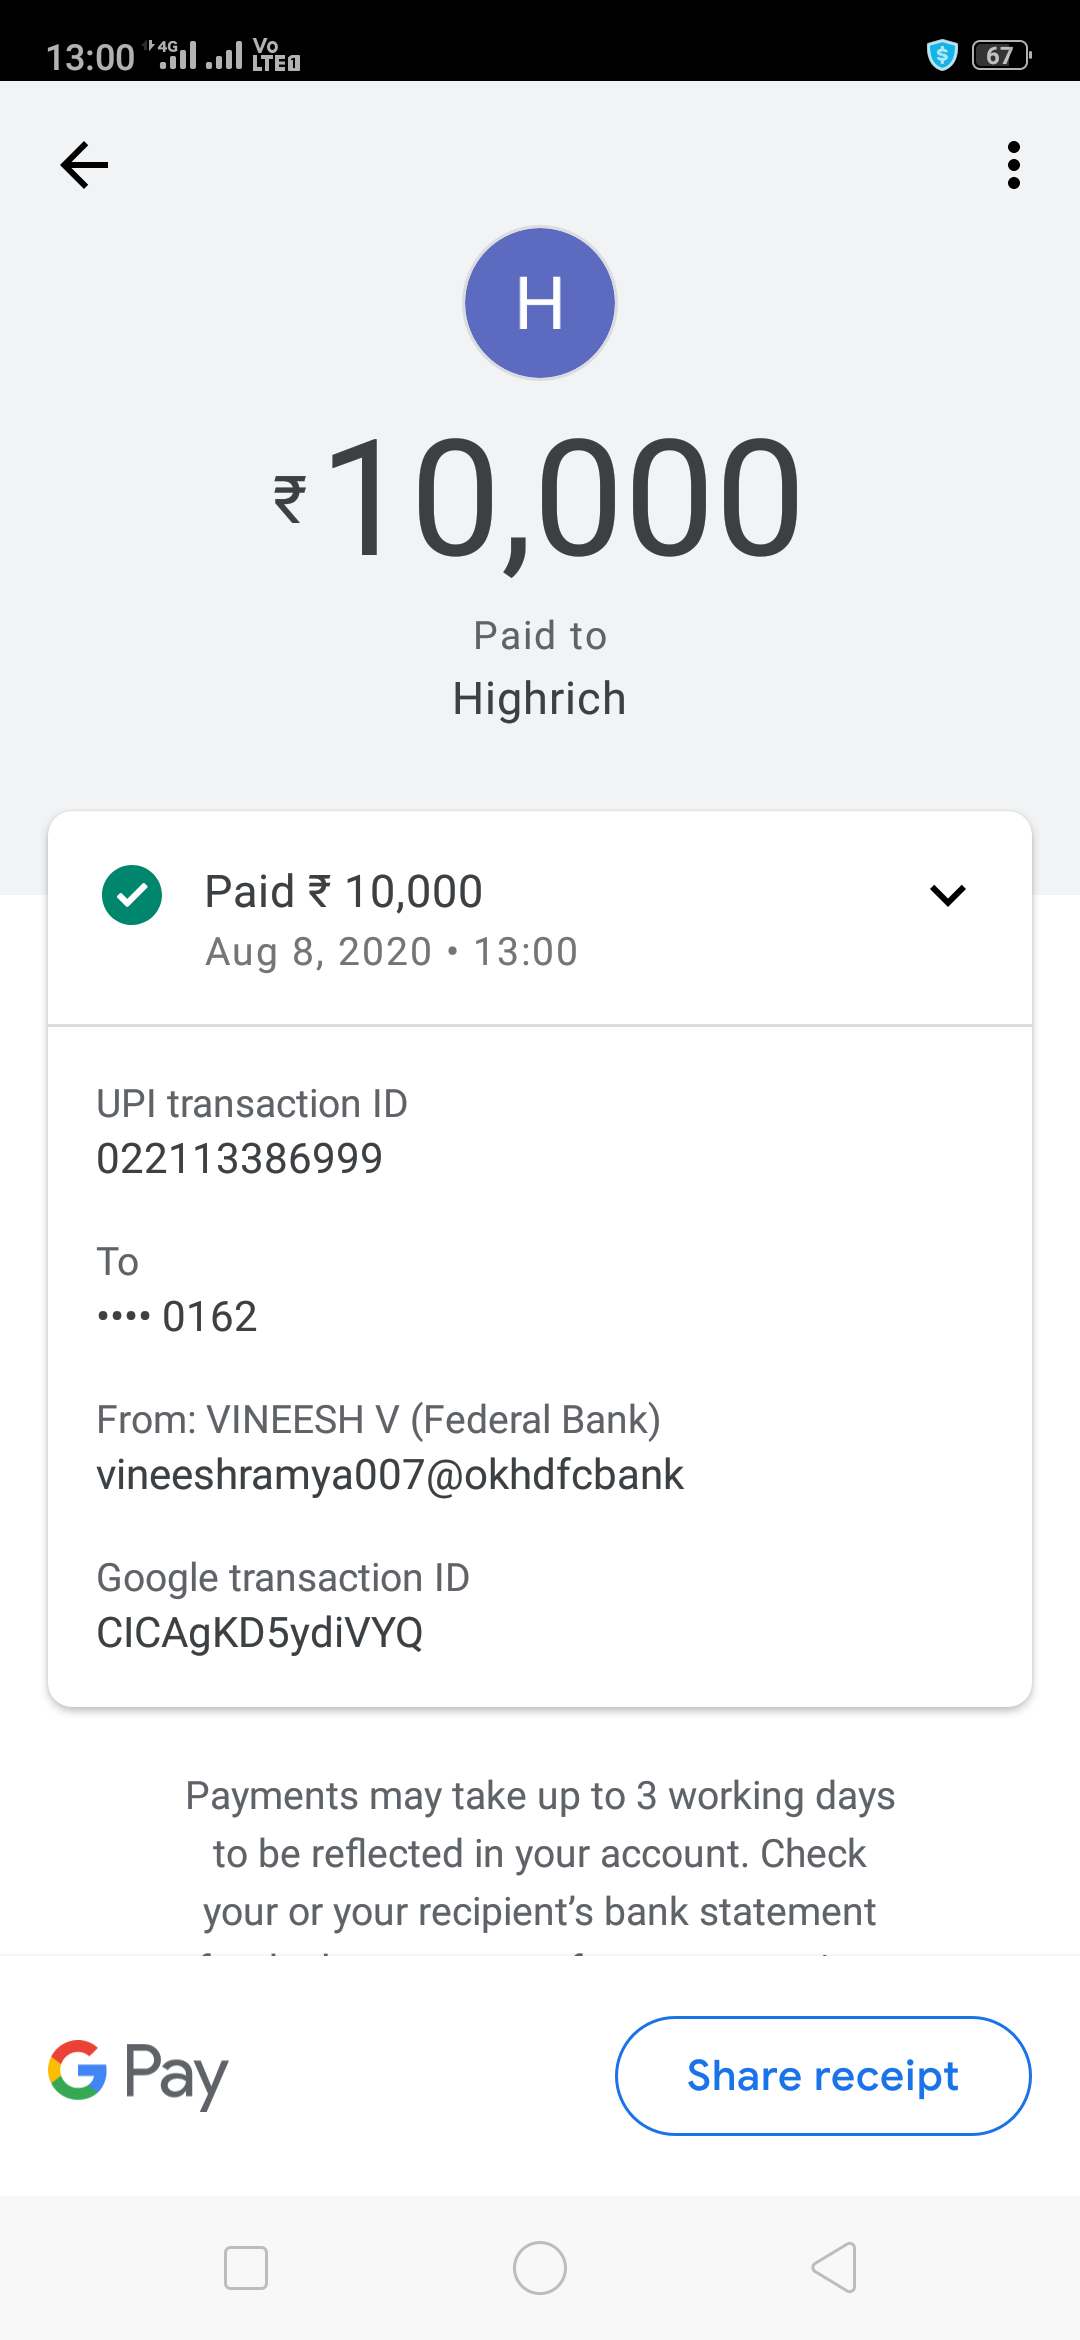 13:00 4G Vo LTE1 67
H
₹10,000
Paid to
Highrich
Paid ₹ 10,000
Aug 8, 2020 • 13:00
UPI transaction ID
022113386999
To
•••• 0162
From: VINEESH V (Federal Bank)
vineeshramya007@okhdfcbank
Google transaction ID
CICAgKD5ydiVYQ
Payments may take up to 3 working days
to be reflected in your account. Check
your or your recipient's bank statement
G Pay
Share receipt